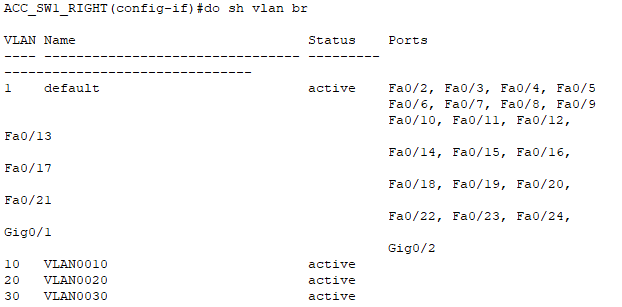 ACC_SW1_RIGHT(config-if)#do sh vlan br
VLAN Name                             Status    Ports
---- -------------------------------- ---------
-------------------------------
1    default                          active    Fa0/2, Fa0/3, Fa0/4, Fa0/5
                                                Fa0/6, Fa0/7, Fa0/8, Fa0/9
                                                Fa0/10, Fa0/11, Fa0/12,
Fa0/13
                                                Fa0/14, Fa0/15, Fa0/16,
Fa0/17
                                                Fa0/18, Fa0/19, Fa0/20,
Fa0/21
                                                Fa0/22, Fa0/23, Fa0/24,
Gig0/1
                                                Gig0/2
10   VLAN0010                         active
20   VLAN0020                         active
30   VLAN0030                         active